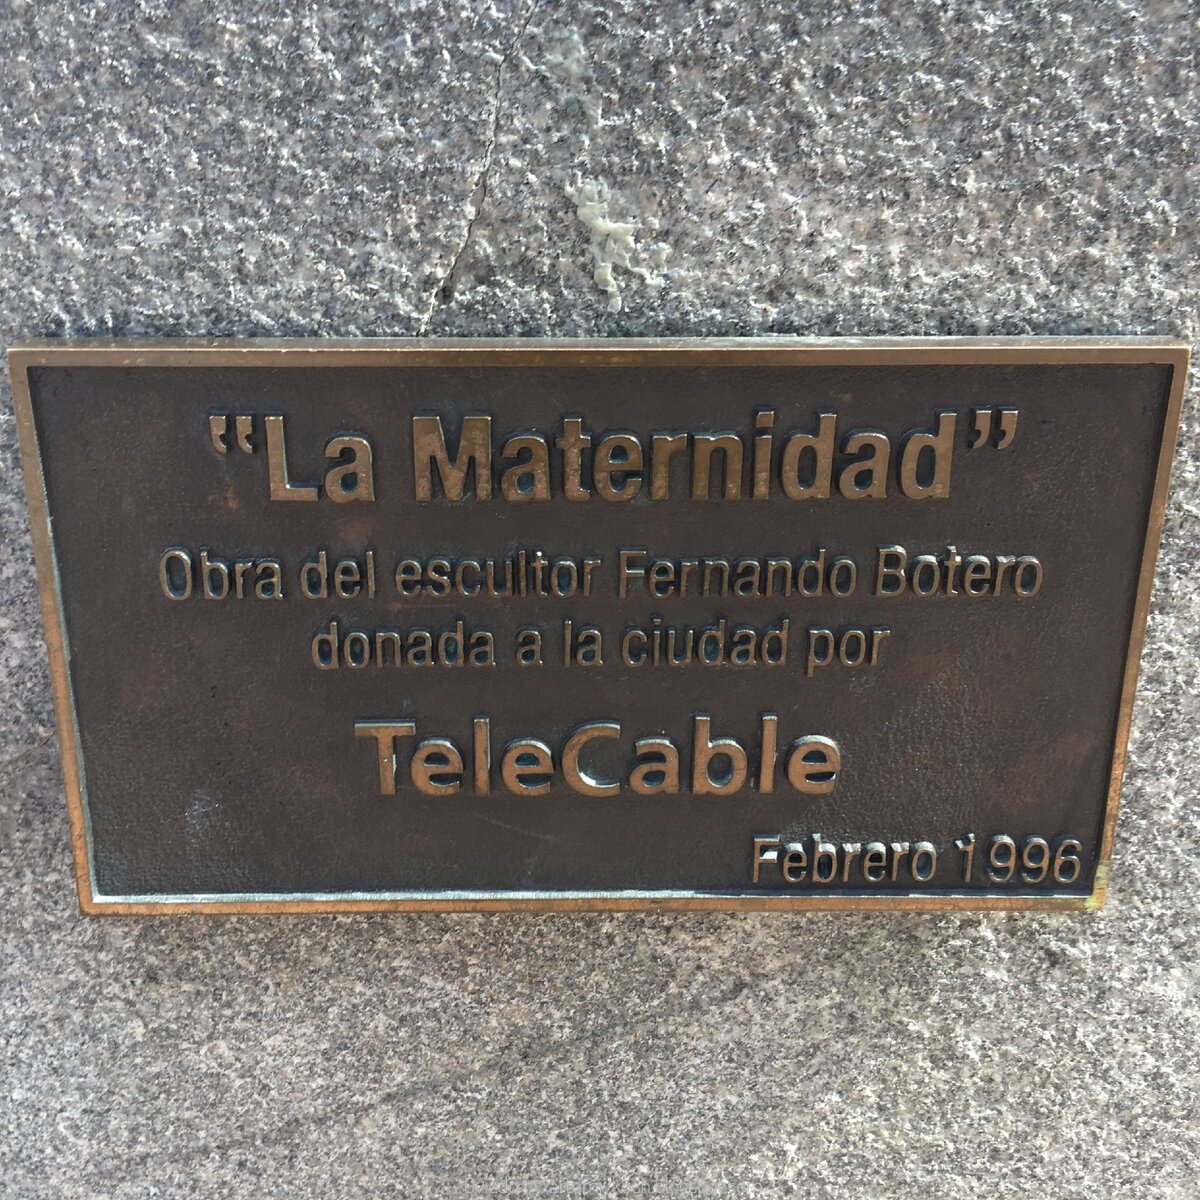 “La Maternidad”
Obra del escultor Fernando Botero
donada a la ciudad por
TeleCable
Febrero 1996